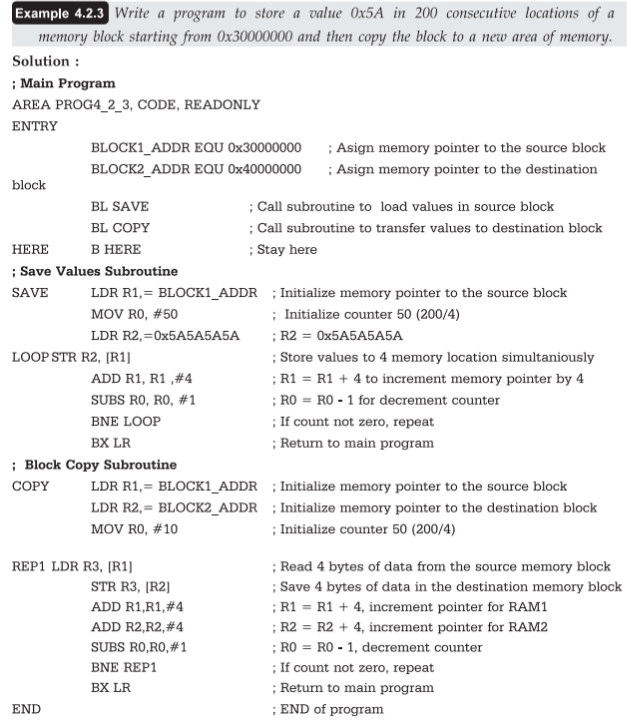 Example 4.2.3 Write a program to store a value 0x5A in 200 consecutive locations of a
memory block starting from 0x30000000 and then copy the block to a new area of memory.
Solution :
; Main Program
AREA PROG4_2_3, CODE, READONLY
ENTRY
BLOCK1_ADDR EQU 0x30000000 ; Asign memory pointer to the source block
BLOCK2_ADDR EQU 0x40000000 ; Asign memory pointer to the destination
block
BL SAVE ; Call subroutine to load values in source block
BL COPY ; Call subroutine to transfer values to destination block
HERE B HERE ; Stay here
; Save Values Subroutine
SAVE LDR R1,= BLOCK1_ADDR ; Initialize memory pointer to the source block
MOV R0, #50 ; Initialize counter 50 (200/4)
LDR R2,=0x5A5A5A5A ; R2 = 0x5A5A5A5A
LOOP STR R2, [R1] ; Store values to 4 memory location simultaniously
ADD R1, R1 ,#4 ; R1 = R1 + 4 to increment memory pointer by 4
SUBS R0, R0, #1 ; R0 = R0 - 1 for decrement counter
BNE LOOP ; If count not zero, repeat
BX LR ; Return to main program
; Block Copy Subroutine
COPY LDR R1,= BLOCK1_ADDR ; Initialize memory pointer to the source block
LDR R2,= BLOCK2_ADDR ; Initialize memory pointer to the destination block
MOV R0, #10 ; Initialize counter 50 (200/4)
REP1 LDR R3, [R1] ; Read 4 bytes of data from the source memory block
STR R3, [R2] ; Save 4 bytes of data in the destination memory block
ADD R1,R1,#4 ; R1 = R1 + 4, increment pointer for RAM1
ADD R2,R2,#4 ; R2 = R2 + 4, increment pointer for RAM2
SUBS R0,R0,#1 ; R0 = R0 - 1, decrement counter
BNE REP1 ; If count not zero, repeat
BX LR ; Return to main program
END ; END of program